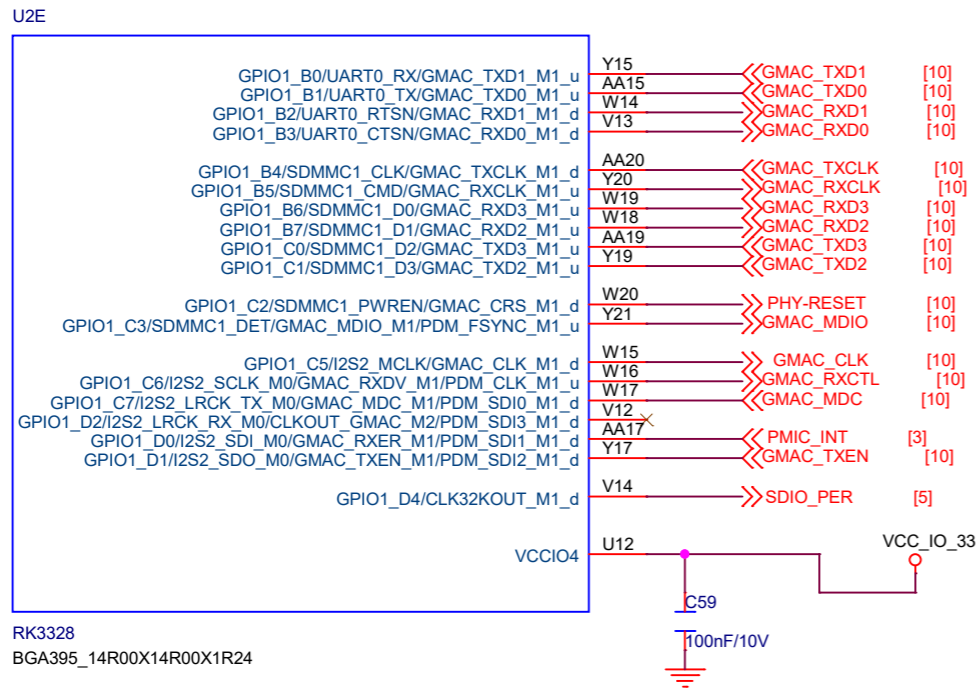 U2E
GPIO1_B0/UART0_RX/GMAC_TXD1_M1_u Y15 GMAC_TXD1 [10]
GPIO1_B1/UART0_TX/GMAC_TXD0_M1_u AA15 GMAC_TXD0 [10]
GPIO1_B2/UART0_RTSN/GMAC_RXD1_M1_d W14 GMAC_RXD1 [10]
GPIO1_B3/UART0_CTSN/GMAC_RXD0_M1_d V13 GMAC_RXD0 [10]
GPIO1_B4/SDMMC1_CLK/GMAC_TXCLK_M1_d AA20 GMAC_TXCLK [10]
GPIO1_B5/SDMMC1_CMD/GMAC_RXCLK_M1_u Y20 GMAC_RXCLK [10]
GPIO1_B6/SDMMC1_D0/GMAC_RXD3_M1_u W19 GMAC_RXD3 [10]
GPIO1_B7/SDMMC1_D1/GMAC_RXD2_M1_u W18 GMAC_RXD2 [10]
GPIO1_C0/SDMMC1_D2/GMAC_TXD3_M1_u AA19 GMAC_TXD3 [10]
GPIO1_C1/SDMMC1_D3/GMAC_TXD2_M1_u Y19 GMAC_TXD2 [10]
GPIO1_C2/SDMMC1_PWREN/GMAC_CRS_M1_d W20 PHY-RESET [10]
GPIO1_C3/SDMMC1_DET/GMAC_MDIO_M1/PDM_FSYNC_M1_u Y21 GMAC_MDIO [10]
GPIO1_C5/I2S2_MCLK/GMAC_CLK_M1_d W15 GMAC_CLK [10]
GPIO1_C6/I2S2_SCLK_M0/GMAC_RXDV_M1/PDM_CLK_M1_u W16 GMAC_RXCTL [10]
GPIO1_C7/I2S2_LRCK_TX_M0/GMAC_MDC_M1/PDM_SDI0_M1_d W17 GMAC_MDC [10]
GPIO1_D2/I2S2_LRCK_RX_M0/CLKOUT_GMAC_M2/PDM_SDI3_M1_d V12
GPIO1_D0/I2S2_SDI_M0/GMAC_RXER_M1/PDM_SDI1_M1_d AA17 PMIC_INT [3]
GPIO1_D1/I2S2_SDO_M0/GMAC_TXEN_M1/PDM_SDI2_M1_d Y17 GMAC_TXEN [10]
GPIO1_D4/CLK32KOUT_M1_d V14 SDIO_PER [5]
VCCIO4 U12 VCC_IO_33
C59
100nF/10V
RK3328
BGA395_14R00X14R00X1R24